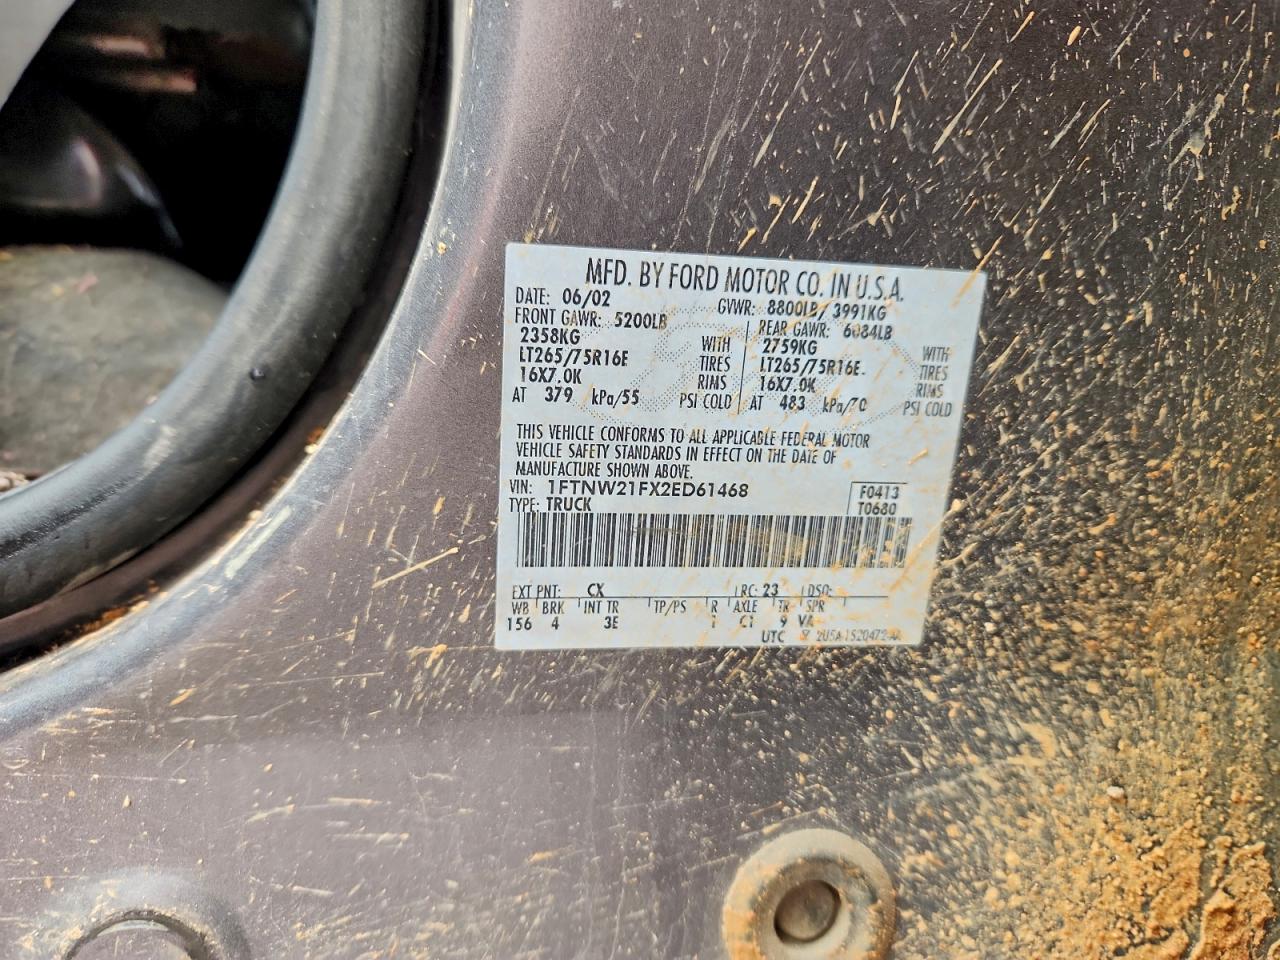 MFD. BY FORD MOTOR CO. IN U.S.A.
DATE: 06/02 GVWR: 8800LB/ 3991KG
FRONT GAWR: 5200LB REAR GAWR: 6084LB
2358KG WITH 2759KG WITH
LT265/75R16E TIRES LT265/75R16E. TIRES
16X7.0K RIMS 16X7.0K RIMS
AT 379 kPa/55 PSI COLD AT 483 kPa/70 PSI COLD
THIS VEHICLE CONFORMS TO ALL APPLICABLE FEDERAL MOTOR
VEHICLE SAFETY STANDARDS IN EFFECT ON THE DATE OF
MANUFACTURE SHOWN ABOVE.
VIN: 1FTNW21FX2ED61468 F0413
TYPE: TRUCK T0680
EXT PNT: CX RC: 23 DSO:
WB BRK INT TR TP/PS R AXLE TR SPR
156 4 3E 1 C1 9 VA
UTC